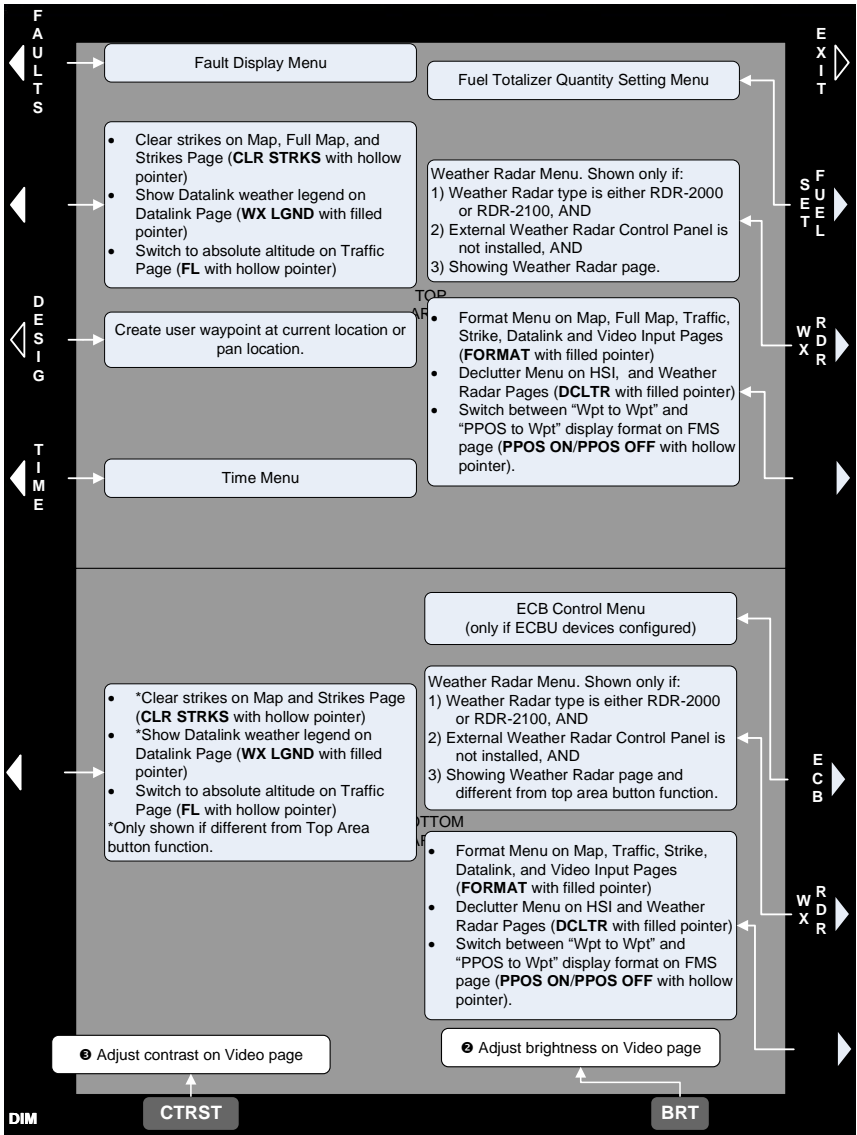 FAULTS
EXIT
Fault Display Menu
Fuel Totalizer Quantity Setting Menu
• Clear strikes on Map, Full Map, and
Strikes Page (CLR STRKS with hollow
pointer)
• Show Datalink weather legend on
Datalink Page (WX LGND with filled
pointer)
• Switch to absolute altitude on Traffic
Page (FL with hollow pointer)
Weather Radar Menu. Shown only if:
1) Weather Radar type is either RDR-2000
or RDR-2100, AND
2) External Weather Radar Control Panel is
not installed, AND
3) Showing Weather Radar page.
SET
FUEL
TOP
DESIG
Create user waypoint at current location or
pan location.
• Format Menu on Map, Full Map, Traffic,
Strike, Datalink and Video Input Pages
(FORMAT with filled pointer)
• Declutter Menu on HSI, and Weather
Radar Pages (DCLTR with filled pointer)
• Switch between “Wpt to Wpt” and
“PPOS to Wpt” display format on FMS
page (PPOS ON/PPOS OFF with hollow
pointer).
WX
RDR
TIME
Time Menu
ECB Control Menu
(only if ECBU devices configured)
• *Clear strikes on Map and Strikes Page
(CLR STRKS with hollow pointer)
• *Show Datalink weather legend on
Datalink Page (WX LGND with filled
pointer)
• Switch to absolute altitude on Traffic
Page (FL with hollow pointer)
*Only shown if different from Top Area
button function.
Weather Radar Menu. Shown only if:
1) Weather Radar type is either RDR-2000
or RDR-2100, AND
2) External Weather Radar Control Panel is
not installed, AND
3) Showing Weather Radar page and
different from top area button function.
ECB
• Format Menu on Map, Traffic, Strike,
Datalink, and Video Input Pages
(FORMAT with filled pointer)
• Declutter Menu on HSI and Weather
Radar Pages (DCLTR with filled pointer)
• Switch between “Wpt to Wpt” and
“PPOS to Wpt” display format on FMS
page (PPOS ON/PPOS OFF with hollow
pointer).
WX
RDR
❸ Adjust contrast on Video page
❷ Adjust brightness on Video page
DIM
CTRST
BRT